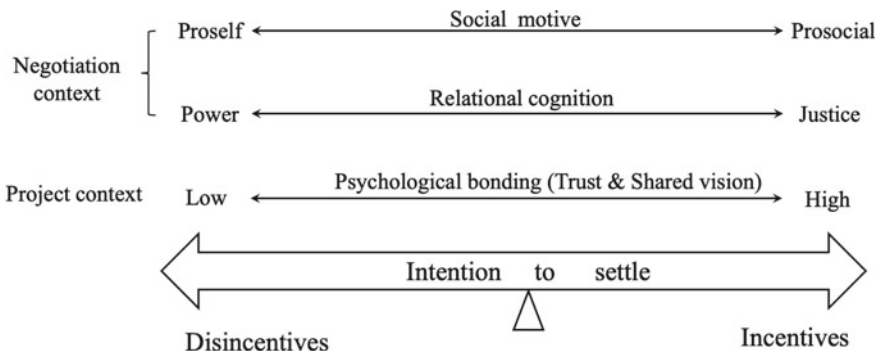 Social motive
Proself Prosocial
Negotiation
context
Relational cognition
Power Justice
Psychological bonding (Trust & Shared vision)
Project context Low High
Intention to settle
Disincentives Incentives